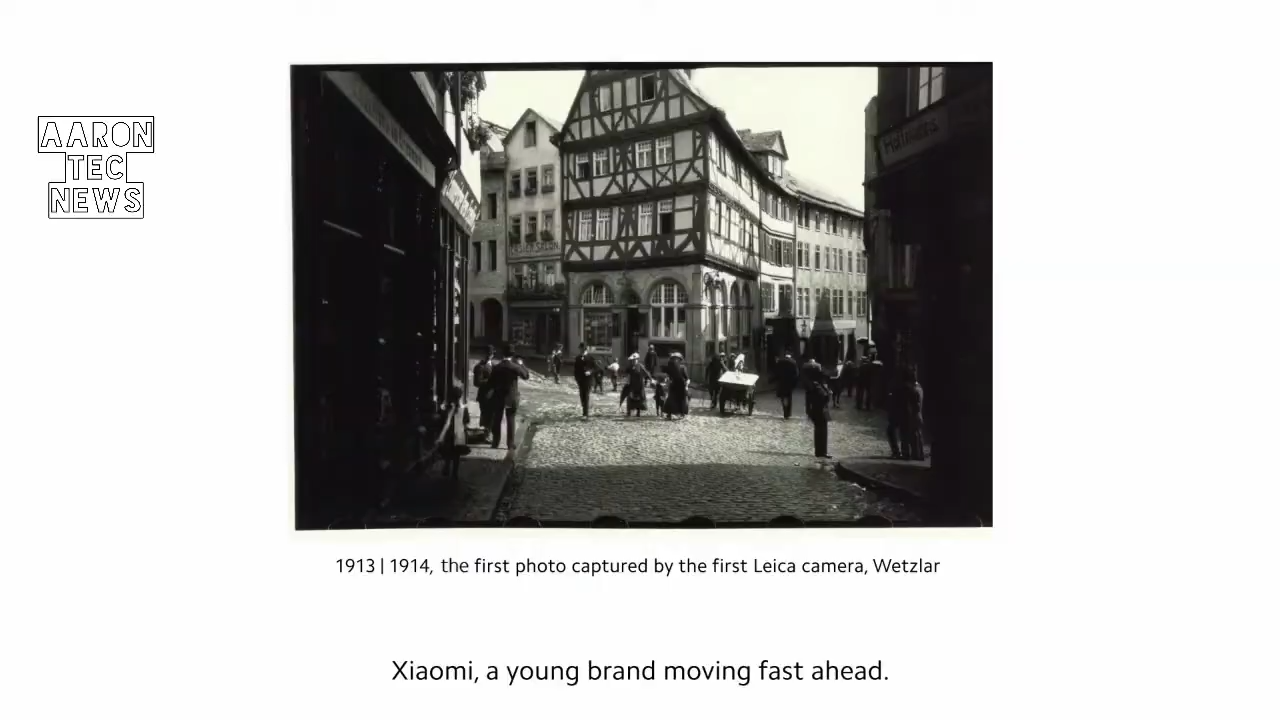 AARON
TEC
NEWS
1913 | 1914, the first photo captured by the first Leica camera, Wetzlar
Xiaomi, a young brand moving fast ahead.